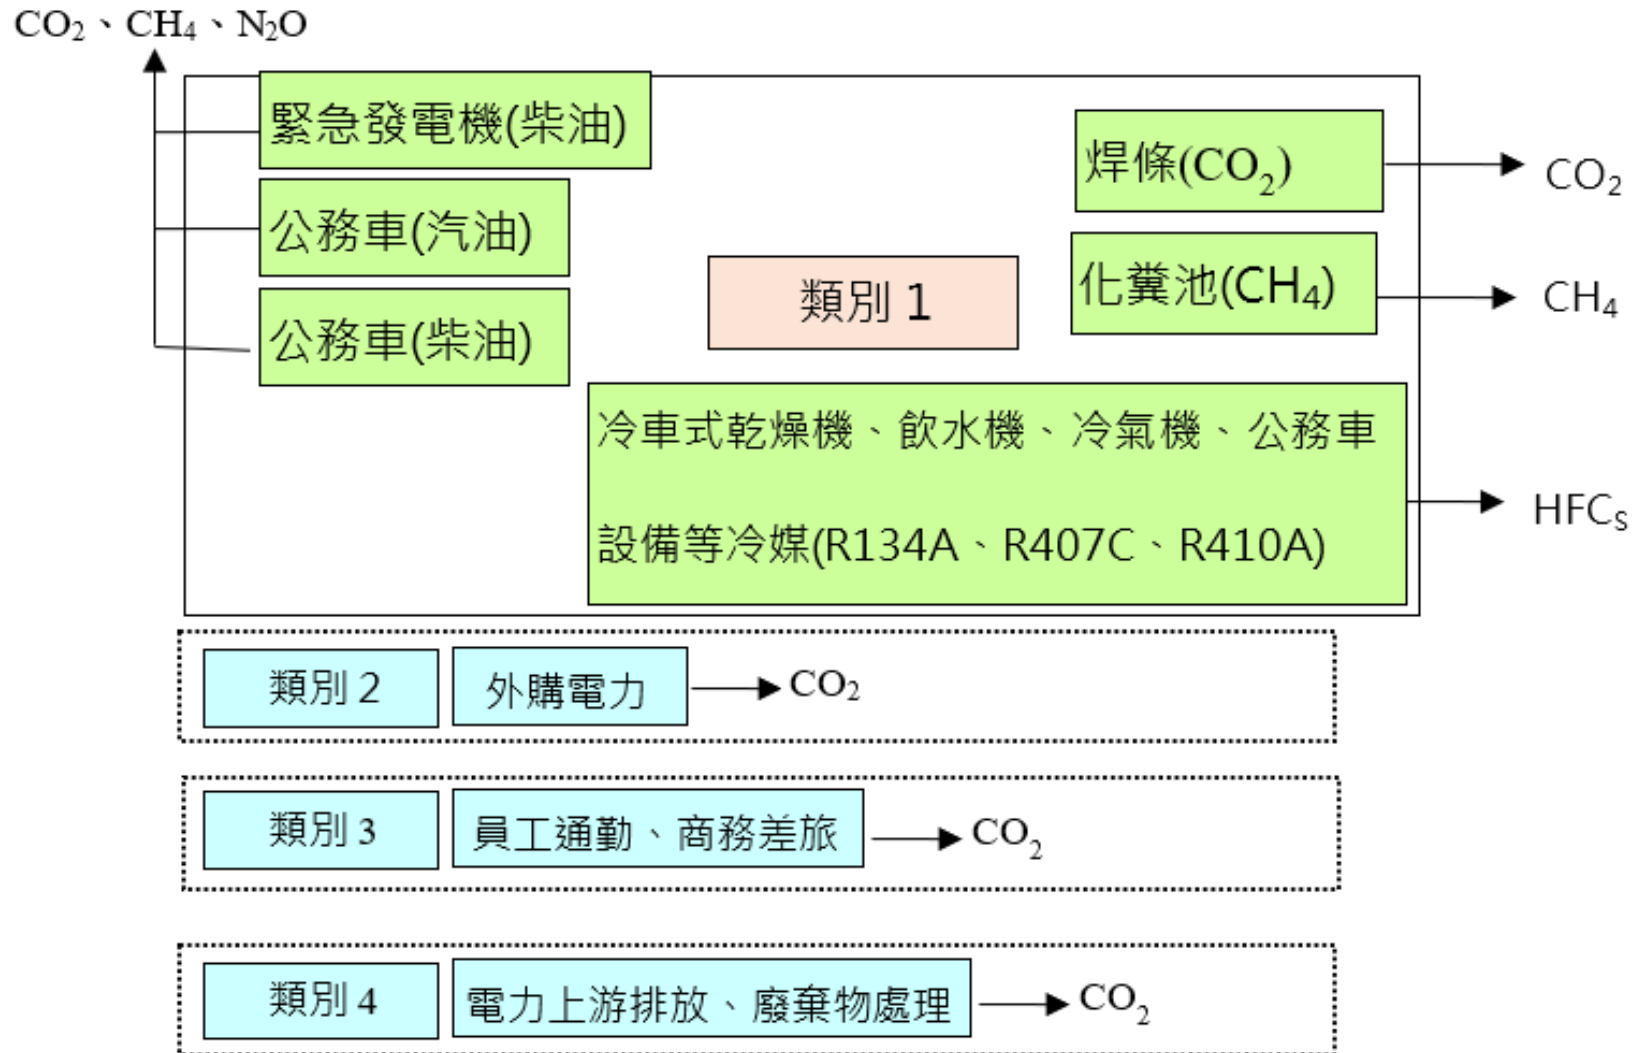 CO₂、CH₄、N₂O
緊急發電機(柴油)
公務車(汽油)
公務車(柴油)
類別 1
焊條(CO₂)
CO₂
化糞池(CH₄)
CH₄
冷車式乾燥機、飲水機、冷氣機、公務車
設備等冷媒(R134A、R407C、R410A)
HFCₛ
類別 2
外購電力
CO₂
類別 3
員工通勤、商務差旅
CO₂
類別 4
電力上游排放、廢棄物處理
CO₂